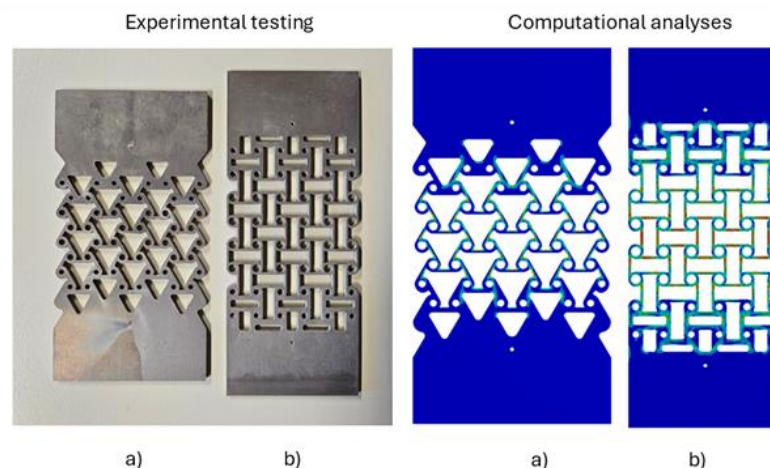 Experimental testing
Computational analyses
a)
b)
a)
b)